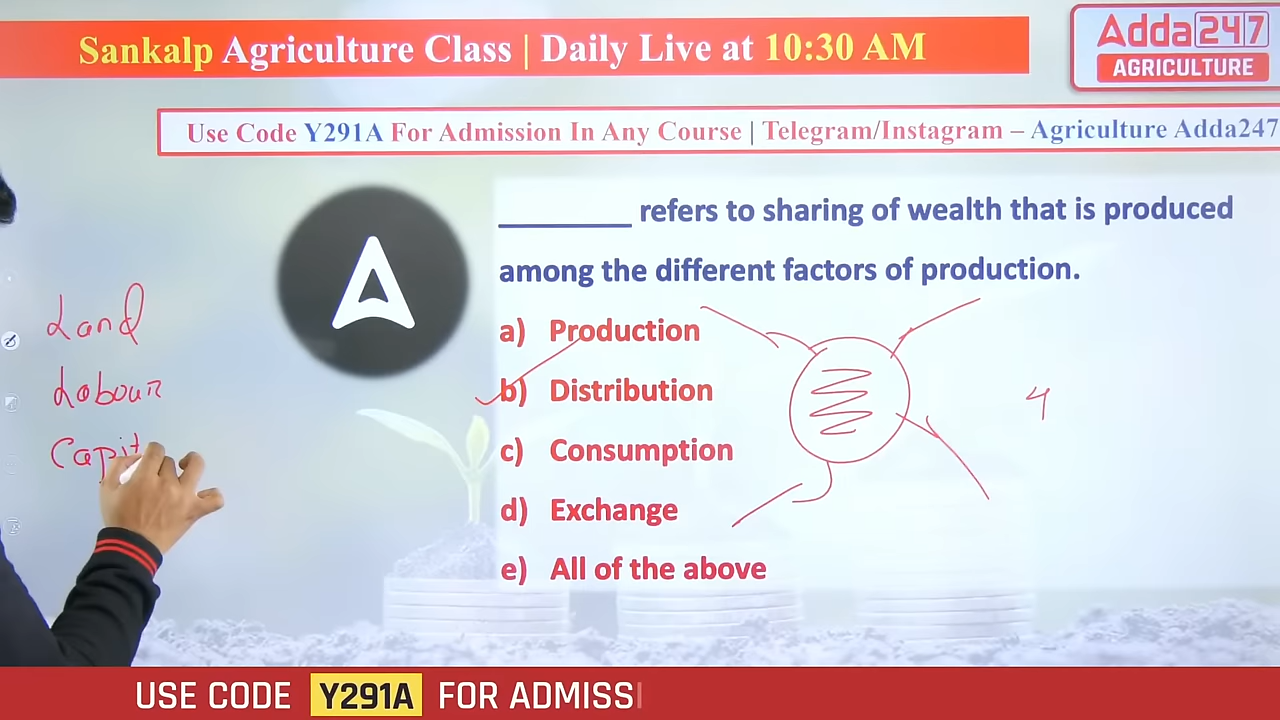 Sankalp Agriculture Class | Daily Live at 10:30 AM
Adda247
AGRICULTURE
Use Code Y291A For Admission In Any Course | Telegram/Instagram – Agriculture Adda247
_________ refers to sharing of wealth that is produced
among the different factors of production.
a) Production
b) Distribution
c) Consumption
d) Exchange
e) All of the above
Land
Labour
Capit
4
USE CODE Y291A FOR ADMISS